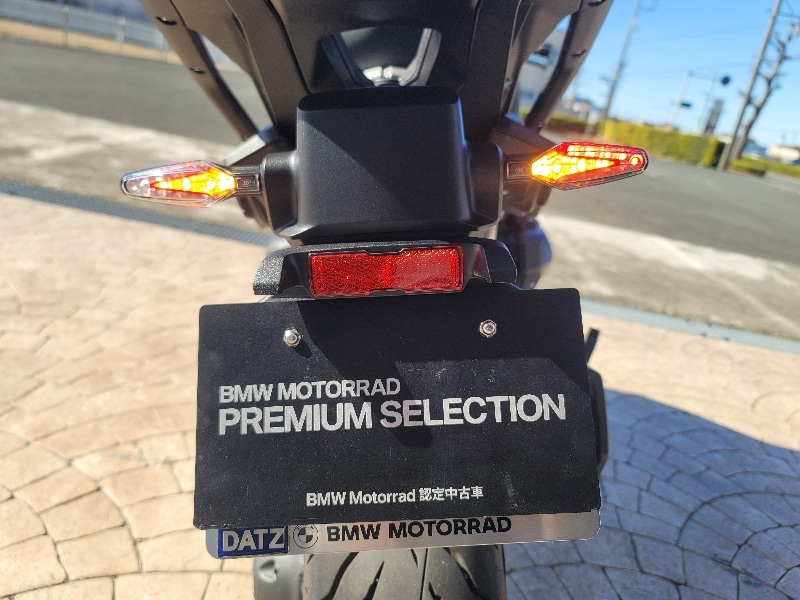 BMW MOTORRAD
PREMIUM SELECTION
BMW Motorrad 認定中古車
DATZ BMW MOTORRAD